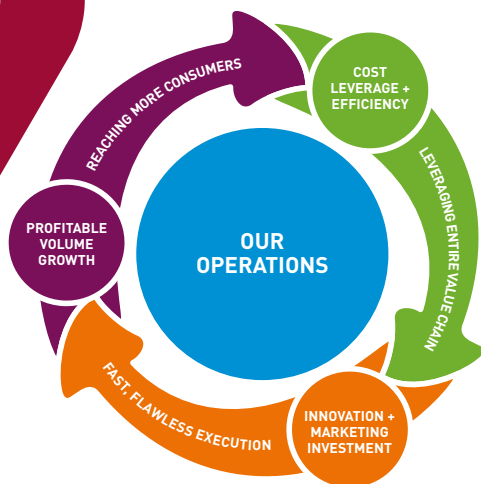 REACHING MORE CONSUMERS
COST
LEVERAGE +
EFFICIENCY
LEVERAGING ENTIRE VALUE CHAIN
PROFITABLE
VOLUME
GROWTH
OUR
OPERATIONS
FAST, FLAWLESS EXECUTION
INNOVATION +
MARKETING
INVESTMENT